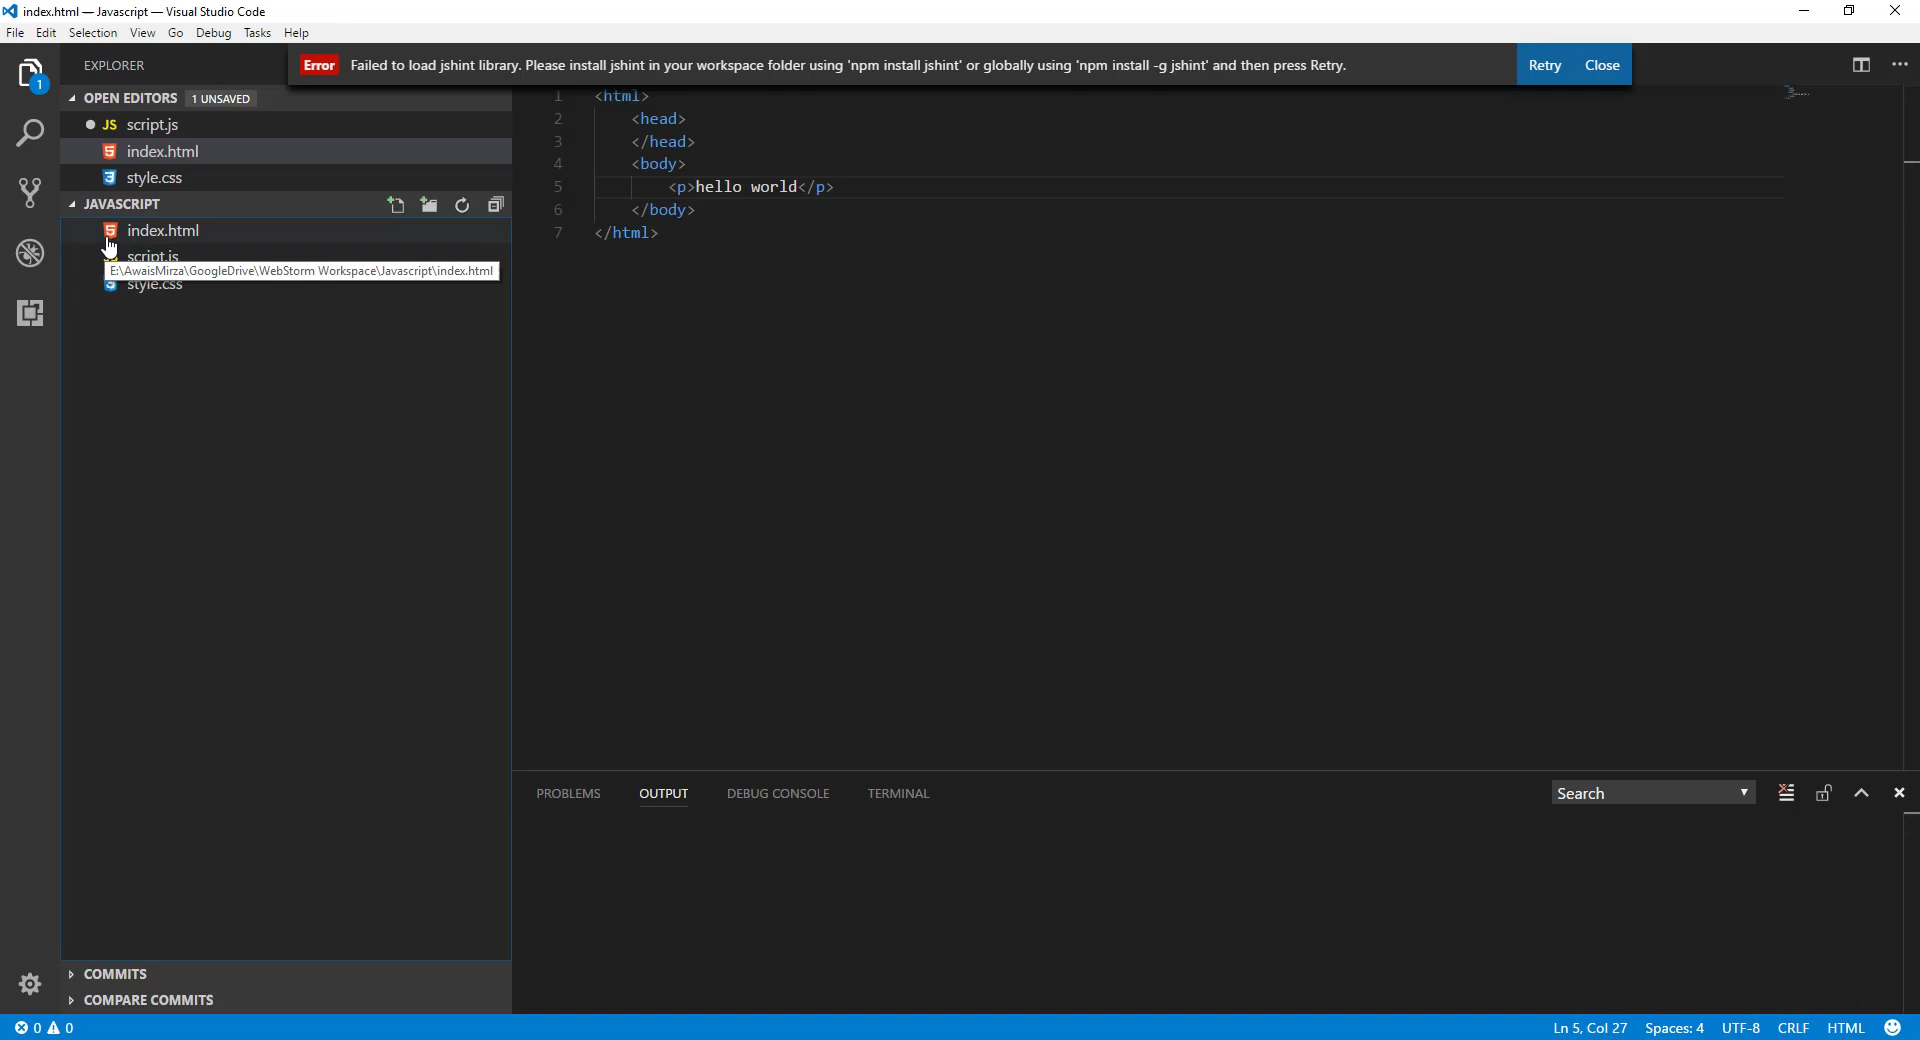 index.html — Javascript — Visual Studio Code
File Edit Selection View Go Debug Tasks Help
1
EXPLORER
Error Failed to load jshint library. Please install jshint in your workspace folder using 'npm install jshint' or globally using 'npm install -g jshint' and then press Retry. Retry Close
OPEN EDITORS 1 UNSAVED
JS script.js
index.html
style.css
JAVASCRIPT
index.html
script.js
E:\AwaisMirza\GoogleDrive\WebStorm Workspace\Javascript\index.html
style.css
1 <html>
2 <head>
3 </head>
4 <body>
5 <p>hello world</p>
6 </body>
7 </html>
PROBLEMS OUTPUT DEBUG CONSOLE TERMINAL Search
COMMITS
COMPARE COMMITS
0 0 Ln 5, Col 27 Spaces: 4 UTF-8 CRLF HTML